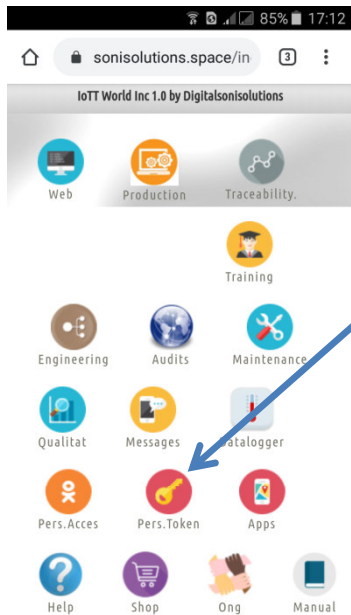 85% 17:12
sonisolutions.space/in 3
IoTT World Inc 1.0 by Digitalsonisolutions
Web Production Traceability.
Training
Engineering Audits Maintenance
Qualitat Messages Datalogger
Pers.Acces Pers.Token Apps
Help Shop Ong Manual